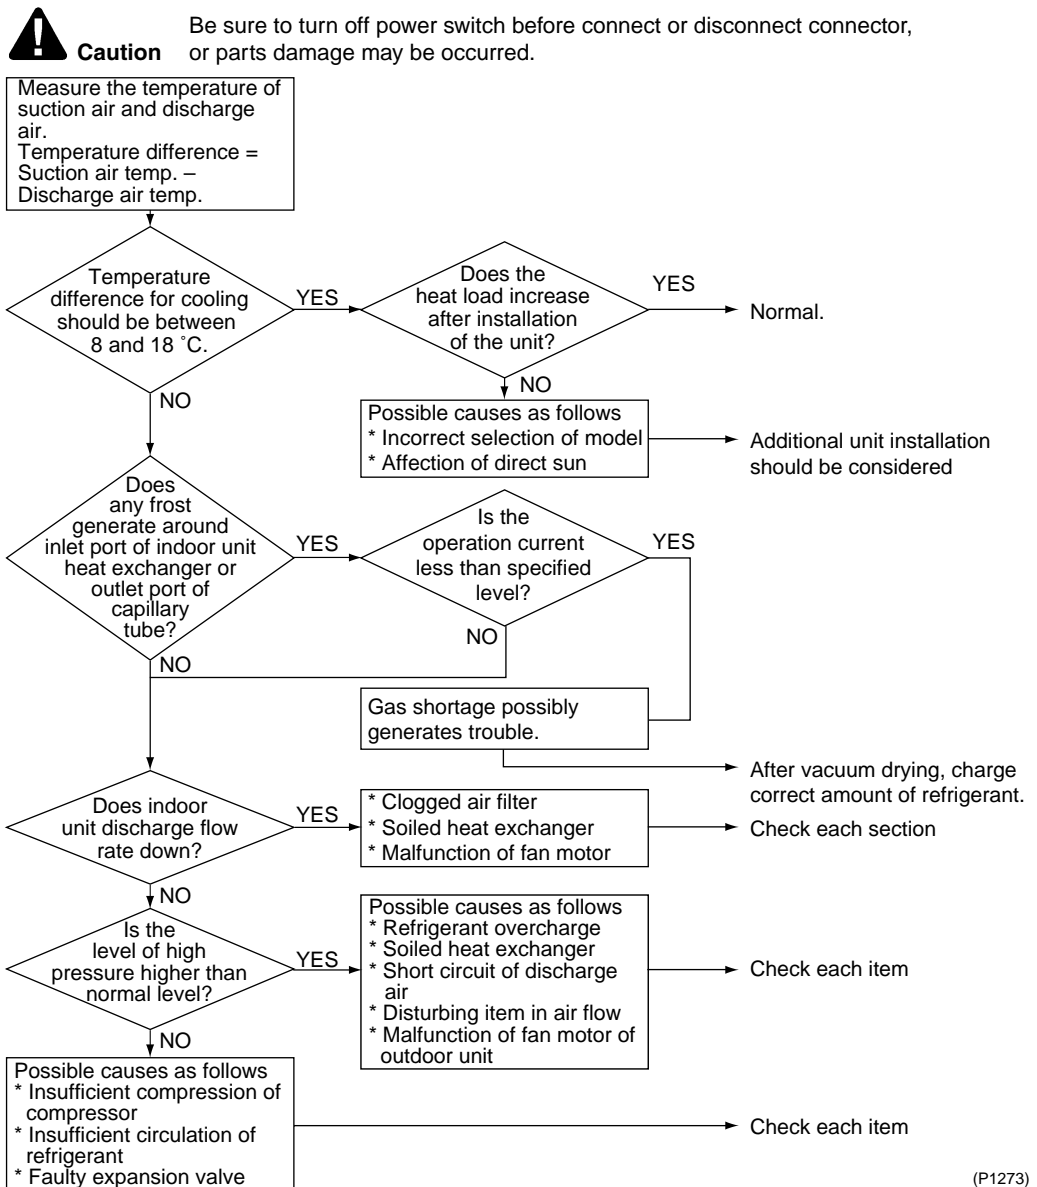 Be sure to turn off power switch before connect or disconnect connector,
Caution or parts damage may be occurred.
Measure the temperature of
suction air and discharge
air.
Temperature difference =
Suction air temp. –
Discharge air temp.
Temperature
difference for cooling
should be between
8 and 18 ˚C.
YES
NO
Does the
heat load increase
after installation
of the unit?
YES
Normal.
NO
Possible causes as follows
* Incorrect selection of model
* Affection of direct sun
Additional unit installation
should be considered
Does
any frost
generate around
inlet port of indoor unit
heat exchanger or
outlet port of
capillary
tube?
YES
NO
Is the
operation current
less than specified
level?
YES
NO
Gas shortage possibly
generates trouble.
After vacuum drying, charge
correct amount of refrigerant.
Does indoor
unit discharge flow
rate down?
YES
* Clogged air filter
* Soiled heat exchanger
* Malfunction of fan motor
Check each section
NO
Is the
level of high
pressure higher than
normal level?
YES
Possible causes as follows
* Refrigerant overcharge
* Soiled heat exchanger
* Short circuit of discharge
air
* Disturbing item in air flow
* Malfunction of fan motor of
outdoor unit
Check each item
NO
Possible causes as follows
* Insufficient compression of
compressor
* Insufficient circulation of
refrigerant
* Faulty expansion valve
Check each item
(P1273)